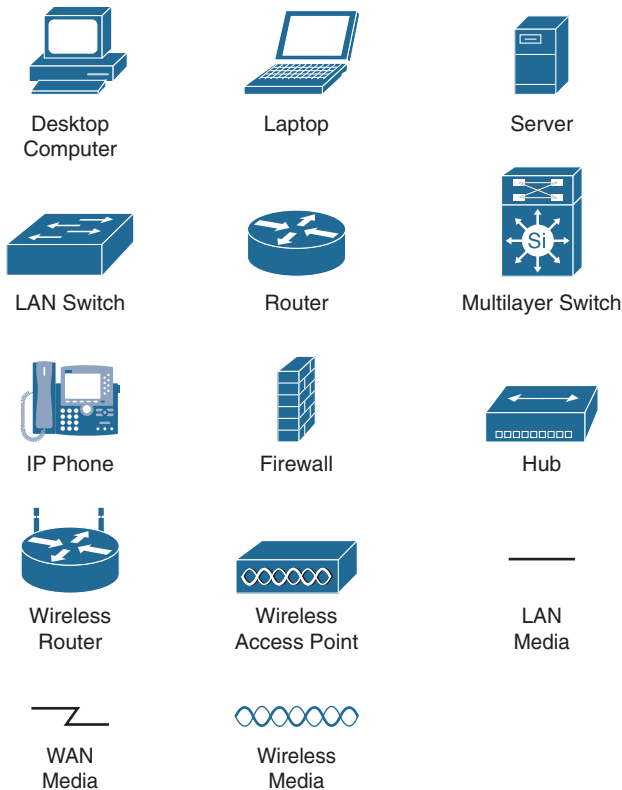 Desktop
Computer
Laptop
Server
LAN Switch
Router
Si
Multilayer Switch
IP Phone
Firewall
Hub
Wireless
Router
Wireless
Access Point
LAN
Media
WAN
Media
Wireless
Media